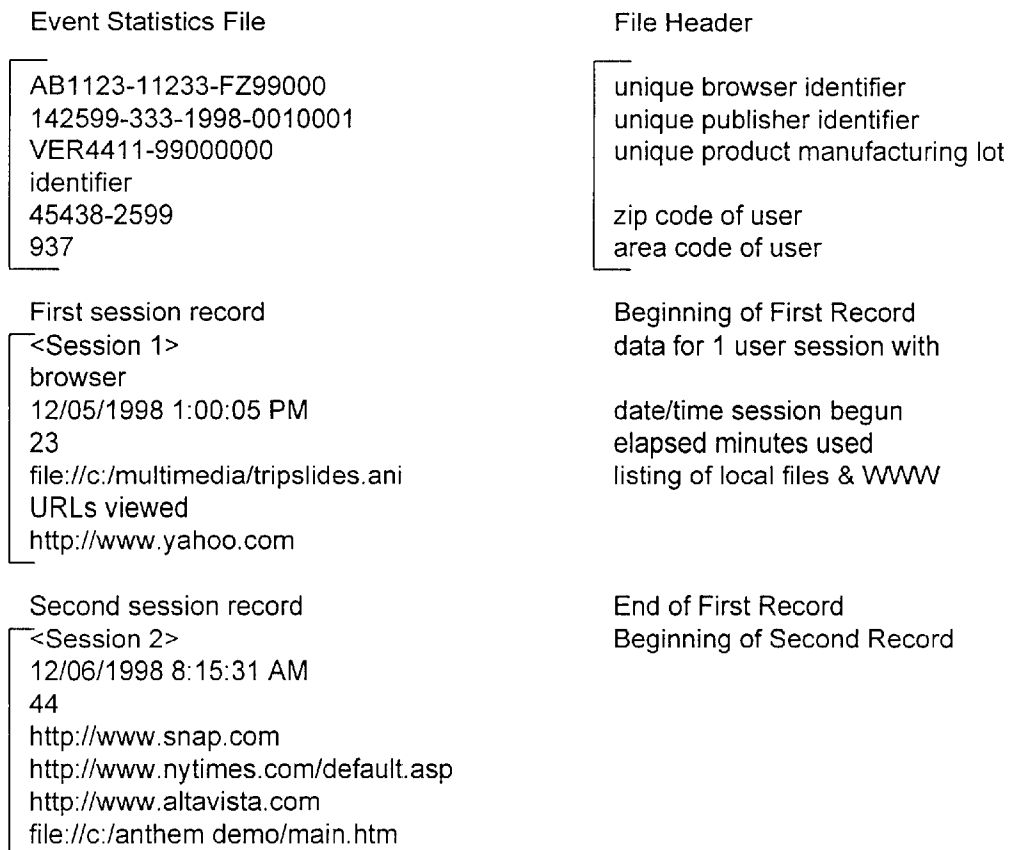 Event Statistics File File Header
AB1123-11233-FZ99000 unique browser identifier
142599-333-1998-0010001 unique publisher identifier
VER4411-99000000 unique product manufacturing lot
identifier
45438-2599 zip code of user
937 area code of user
First session record Beginning of First Record
<Session 1> data for 1 user session with
browser
12/05/1998 1:00:05 PM date/time session begun
23 elapsed minutes used
file://c:/multimedia/tripslides.ani listing of local files & WWW
URLs viewed
http://www.yahoo.com
Second session record End of First Record
<Session 2> Beginning of Second Record
12/06/1998 8:15:31 AM
44
http://www.snap.com
http://www.nytimes.com/default.asp
http://www.altavista.com
file://c:/anthem demo/main.htm